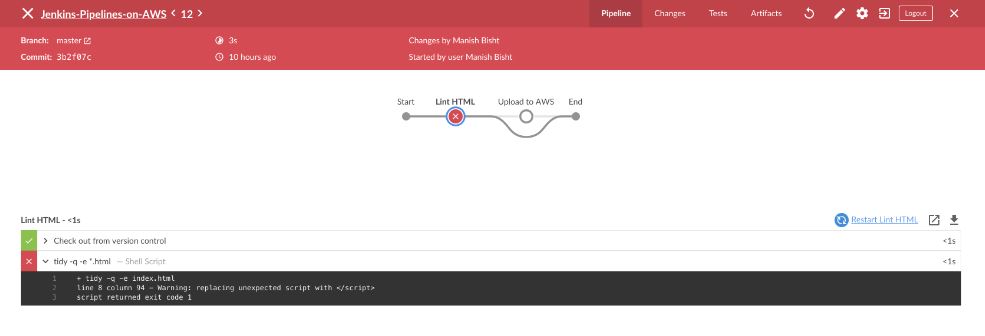 Jenkins-Pipelines-on-AWS < 12 >
Pipeline Changes Tests Artifacts Logout
Branch: master 3s Changes by Manish Bisht
Commit: 3b2f07c 10 hours ago Started by user Manish Bisht
Start Lint HTML Upload to AWS End
Lint HTML - <1s Restart Lint HTML
Check out from version control <1s
tidy -q -e *.html — Shell Script <1s
1 + tidy -q -e index.html
2 line 8 column 94 - Warning: replacing unexpected script with </script>
3 script returned exit code 1